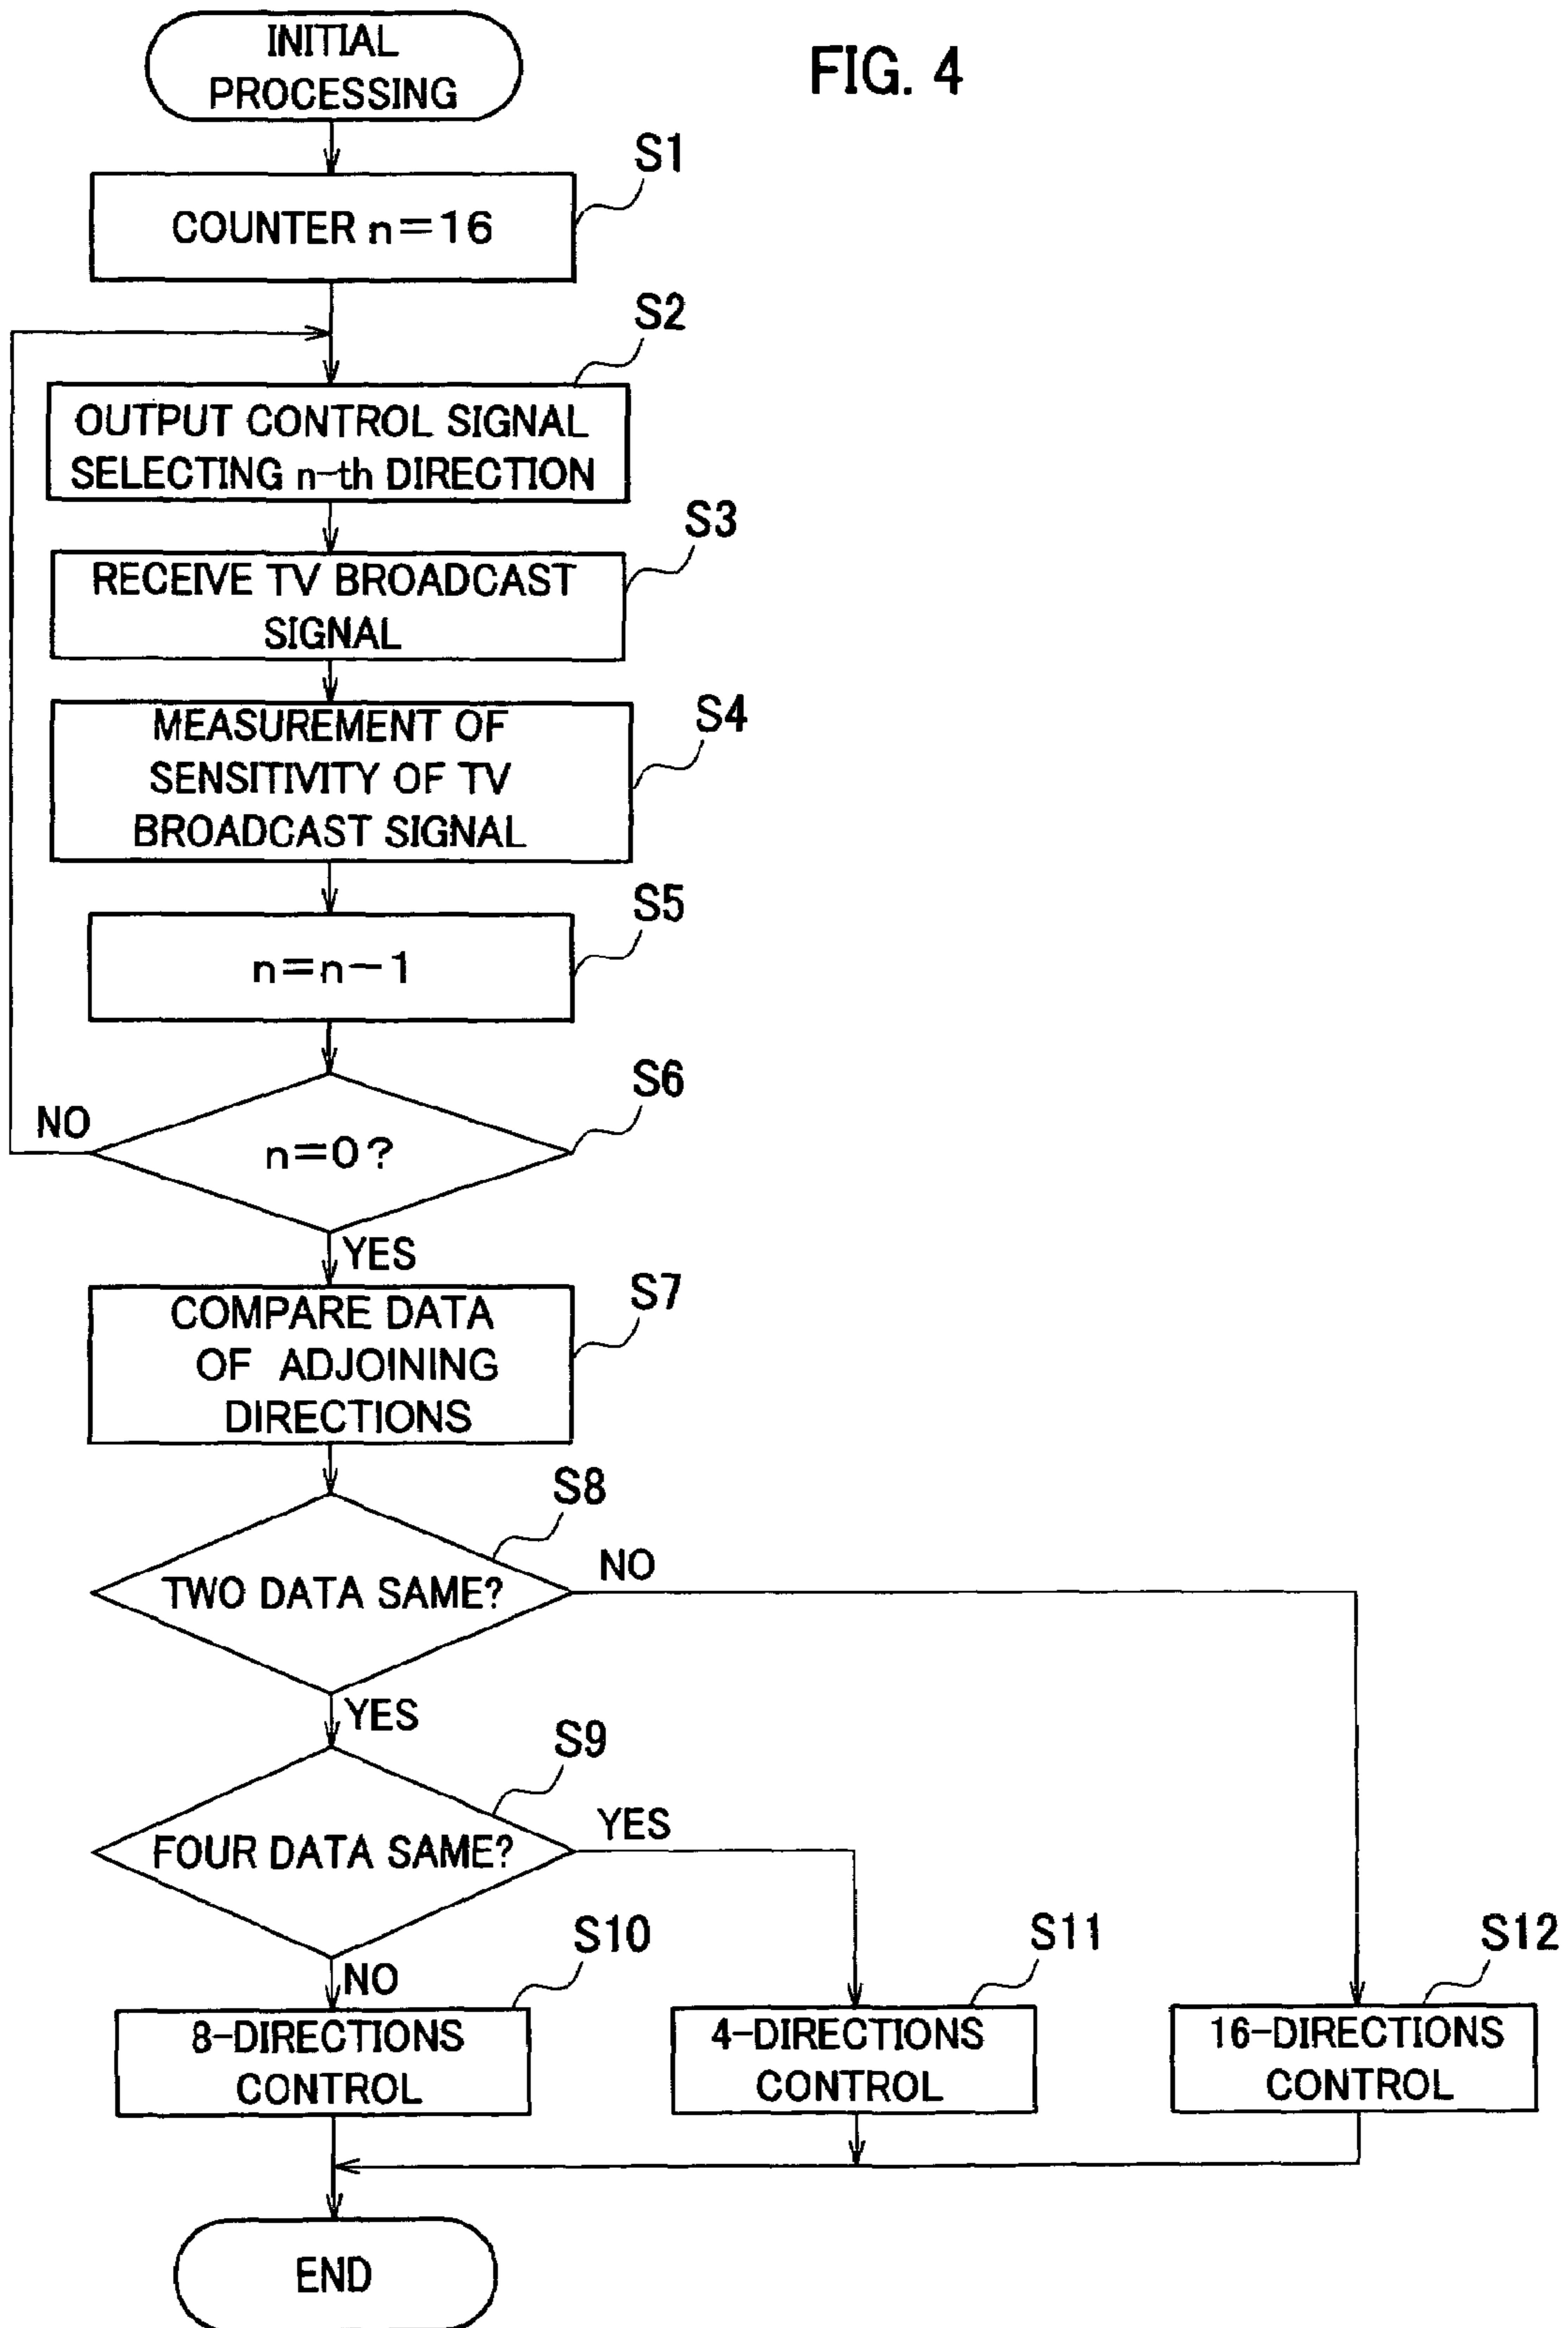 INITIAL
PROCESSING
FIG. 4
S1
COUNTER n=16
S2
OUTPUT CONTROL SIGNAL
SELECTING n-th DIRECTION
S3
RECEIVE TV BROADCAST
SIGNAL
S4
MEASUREMENT OF
SENSITIVITY OF TV
BROADCAST SIGNAL
S5
n=n-1
S6
NO
n=0?
YES
S7
COMPARE DATA
OF ADJOINING
DIRECTIONS
S8
NO
TWO DATA SAME?
YES
S9
YES
FOUR DATA SAME?
NO
S10
S11
S12
8-DIRECTIONS
CONTROL
4-DIRECTIONS
CONTROL
16-DIRECTIONS
CONTROL
END